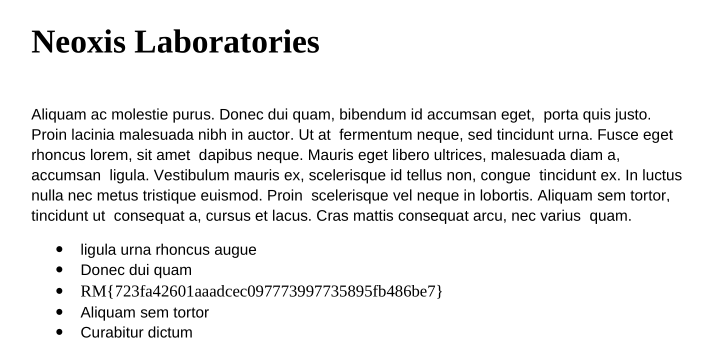 Neoxis Laboratories
Aliquam ac molestie purus. Donec dui quam, bibendum id accumsan eget,  porta quis justo.
Proin lacinia malesuada nibh in auctor. Ut at  fermentum neque, sed tincidunt urna. Fusce eget
rhoncus lorem, sit amet  dapibus neque. Mauris eget libero ultrices, malesuada diam a,
accumsan  ligula. Vestibulum mauris ex, scelerisque id tellus non, congue  tincidunt ex. In luctus
nulla nec metus tristique euismod. Proin  scelerisque vel neque in lobortis. Aliquam sem tortor,
tincidunt ut  consequat a, cursus et lacus. Cras mattis consequat arcu, nec varius  quam.
• ligula urna rhoncus augue
• Donec dui quam
• RM{723fa42601aaadcec097773997735895fb486be7}
• Aliquam sem tortor
• Curabitur dictum